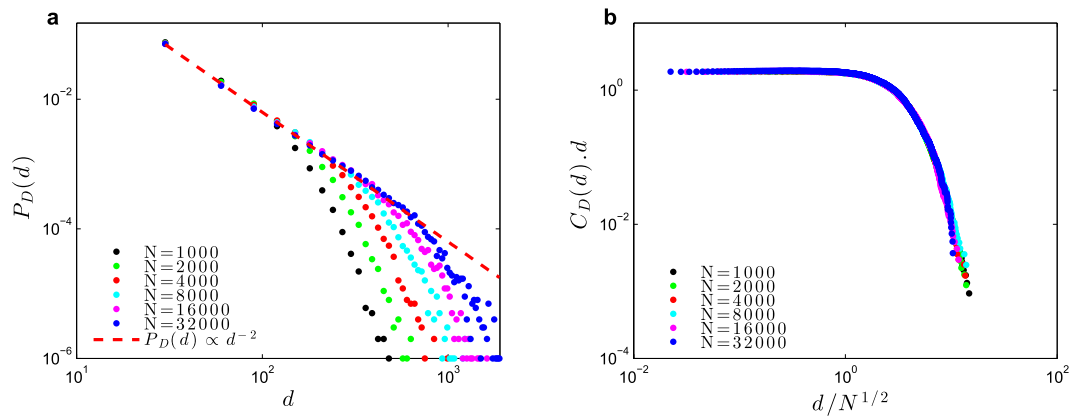 a
10^-2
10^-4
10^-6
P_D(d)
N=1000
N=2000
N=4000
N=8000
N=16000
N=32000
P_D(d) ∝ d^-2
10^1
10^2
10^3
d
b
10^0
10^-2
10^-4
C_D(d).d
N=1000
N=2000
N=4000
N=8000
N=16000
N=32000
10^-2
10^0
10^2
d/N^1/2